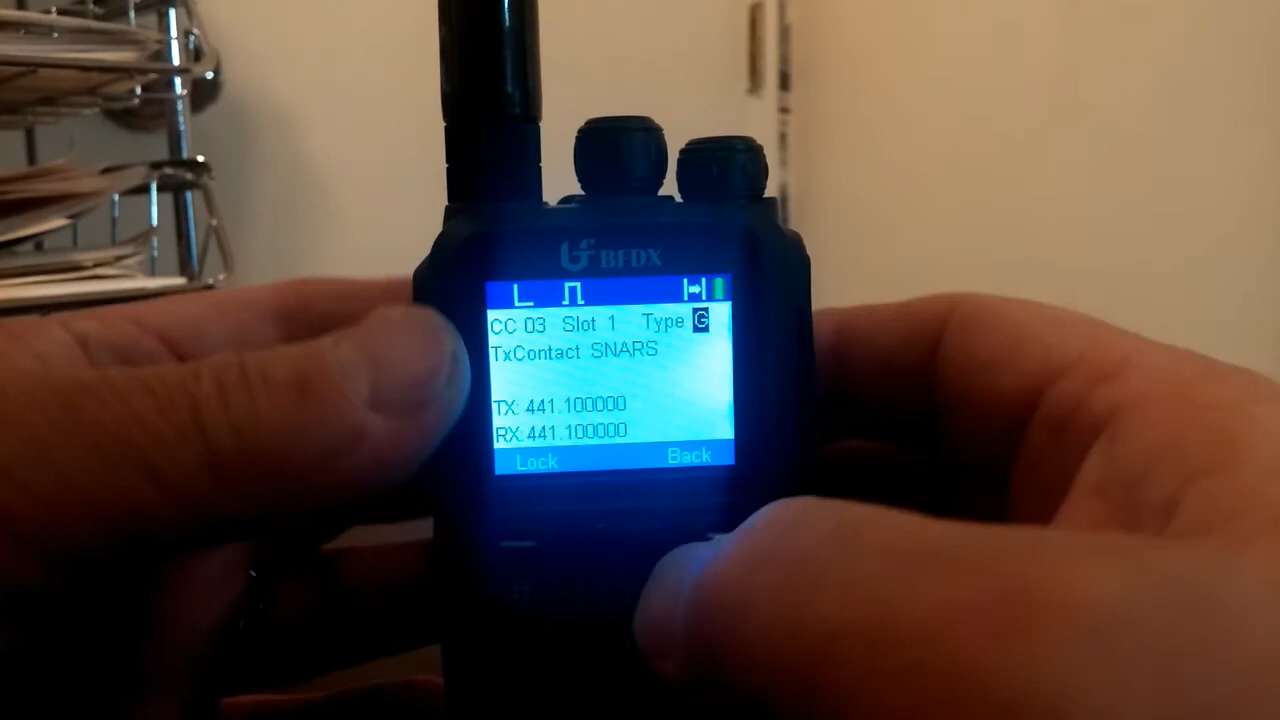 BFDX
CC 03 Slot 1 Type G
TxContact SNARS
TX: 441.100000
RX: 441.100000
Lock Back